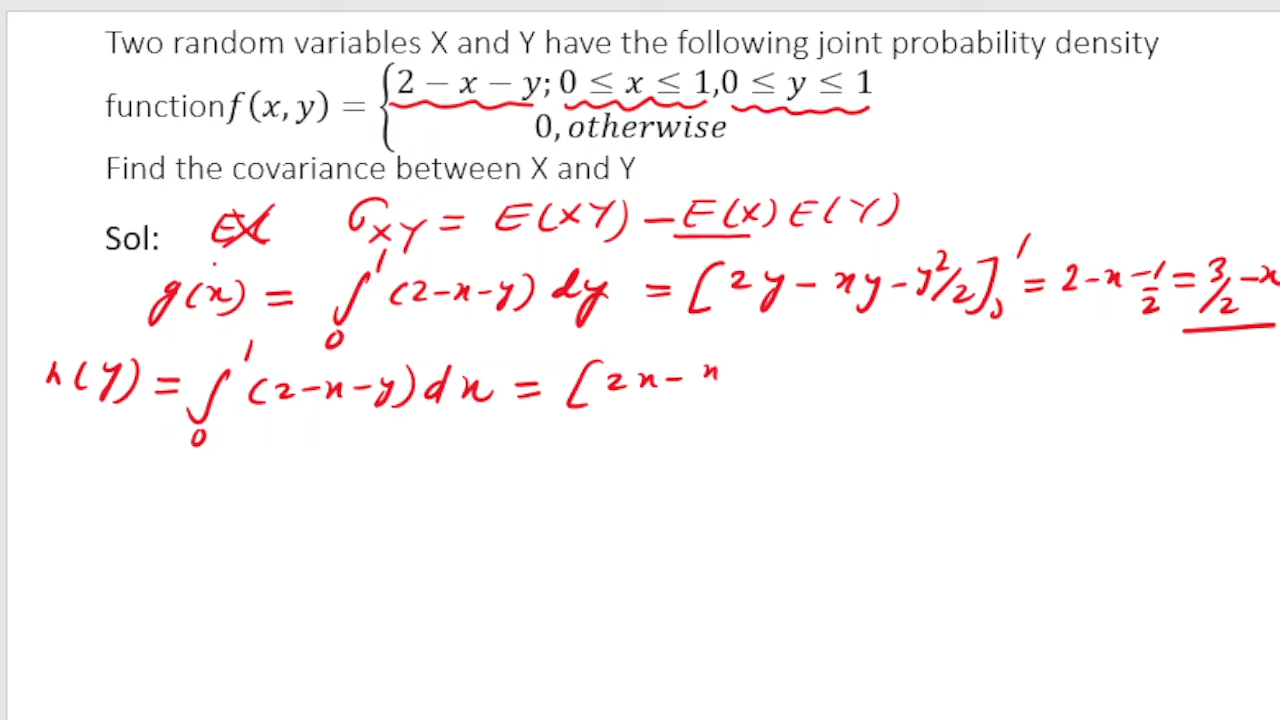 Two random variables X and Y have the following joint probability density
function f(x, y) = { 2 − x − y; 0 ≤ x ≤ 1,0 ≤ y ≤ 1
0, otherwise
Find the covariance between X and Y
Sol: σ_XY = E(XY) − E(X) E(Y)
g(x) = ∫₀¹ (2−x−y) dy = [2y − xy − y²/2]₀¹ = 2−x−1/2 = 3/2 −x
h(y) = ∫₀¹ (2−x−y) dx = [2x − x